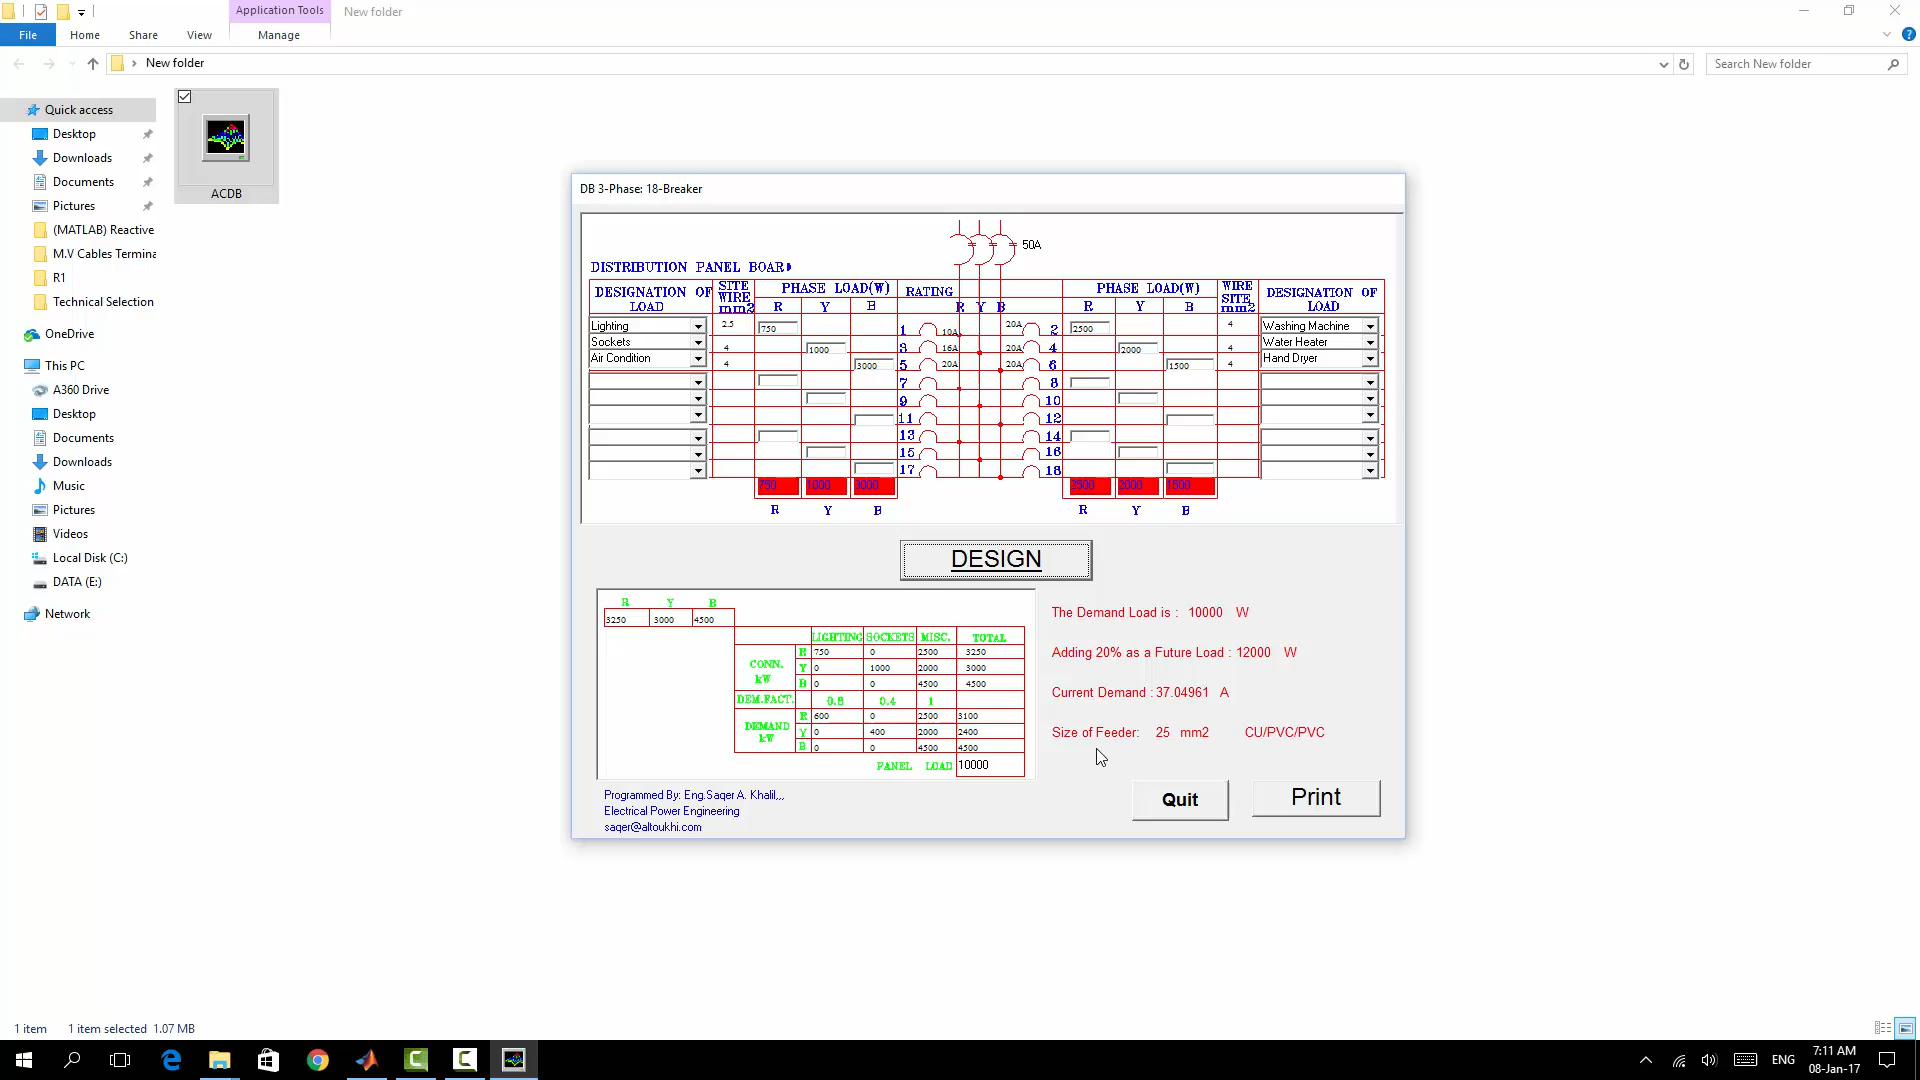 Application Tools New folder
File Home Share View Manage
New folder
Search New folder
Quick access
Desktop
Downloads
Documents
Pictures
(MATLAB) Reactive
M.V Cables Termina
R1
Technical Selection
OneDrive
This PC
A360 Drive
Desktop
Documents
Downloads
Music
Pictures
Videos
Local Disk (C:)
DATA (E:)
Network
ACDB
DB 3-Phase: 18-Breaker
50A
DISTRIBUTION PANEL BOARD
DESIGNATION OF LOAD SITE WIRE mm2 PHASE LOAD(W) RATING PHASE LOAD(W) WIRE SITE mm2 DESIGNATION OF LOAD
R Y B R Y B R Y B
Lighting 2.5 750 1 10A 20A 2 2500 4 Washing Machine
Sockets 4 1000 3 16A 20A 4 2000 4 Water Heater
Air Condition 4 3000 5 20A 20A 6 1500 4 Hand Dryer
7 8
9 10
11 12
13 14
15 16
17 18
750 1000 3000 2500 2000 1500
R Y B R Y B
DESIGN
R Y B
3250 3000 4500
LIGHTING SOCKETS MISC. TOTAL
CONN. kW
R 750 0 2500 3250
Y 0 1000 2000 3000
B 0 0 4500 4500
DEM.FACT. 0.8 0.4 1
DEMAND kW
R 600 0 2500 3100
Y 0 400 2000 2400
B 0 0 4500 4500
PANEL LOAD 10000
The Demand Load is : 10000 W
Adding 20% as a Future Load : 12000 W
Current Demand : 37.04961 A
Size of Feeder: 25 mm2 CU/PVC/PVC
Programmed By: Eng.Saqer A. Khalil,,,
Electrical Power Engineering
saqer@altoukhi.com
Quit Print
1 item 1 item selected 1.07 MB
ENG 7:11 AM
08-Jan-17